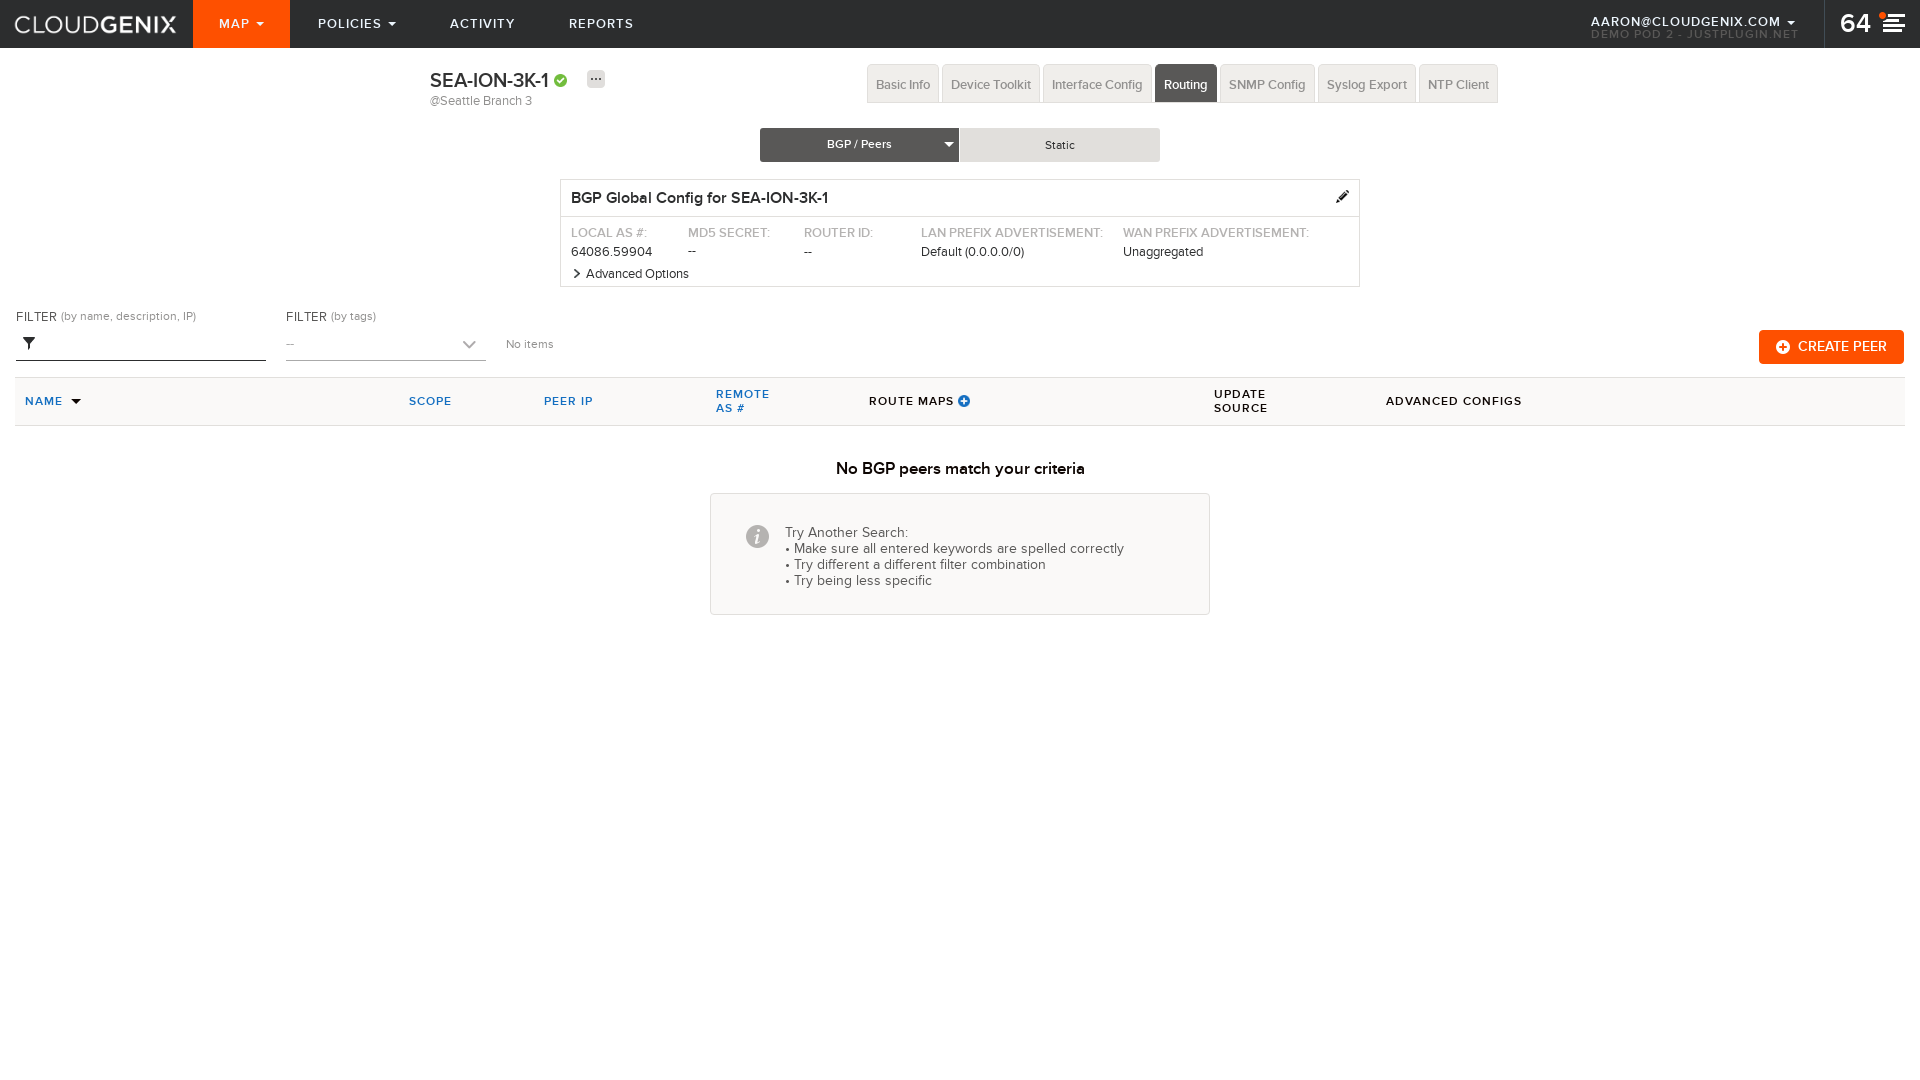 CLOUDGENIX
MAP
POLICIES
ACTIVITY
REPORTS
AARON@CLOUDGENIX.COM
DEMO POD 2 - JUSTPLUGIN.NET
64
SEA-ION-3K-1
@Seattle Branch 3
Basic Info
Device Toolkit
Interface Config
Routing
SNMP Config
Syslog Export
NTP Client
BGP / Peers
Static
BGP Global Config for SEA-ION-3K-1
LOCAL AS #: MD5 SECRET: ROUTER ID: LAN PREFIX ADVERTISEMENT: WAN PREFIX ADVERTISEMENT:
64086.59904 -- -- Default (0.0.0.0/0) Unaggregated
Advanced Options
FILTER (by name, description, IP)
FILTER (by tags)
--
No items
CREATE PEER
NAME
SCOPE
PEER IP
REMOTE
AS #
ROUTE MAPS
UPDATE
SOURCE
ADVANCED CONFIGS
No BGP peers match your criteria
Try Another Search:
• Make sure all entered keywords are spelled correctly
• Try different a different filter combination
• Try being less specific